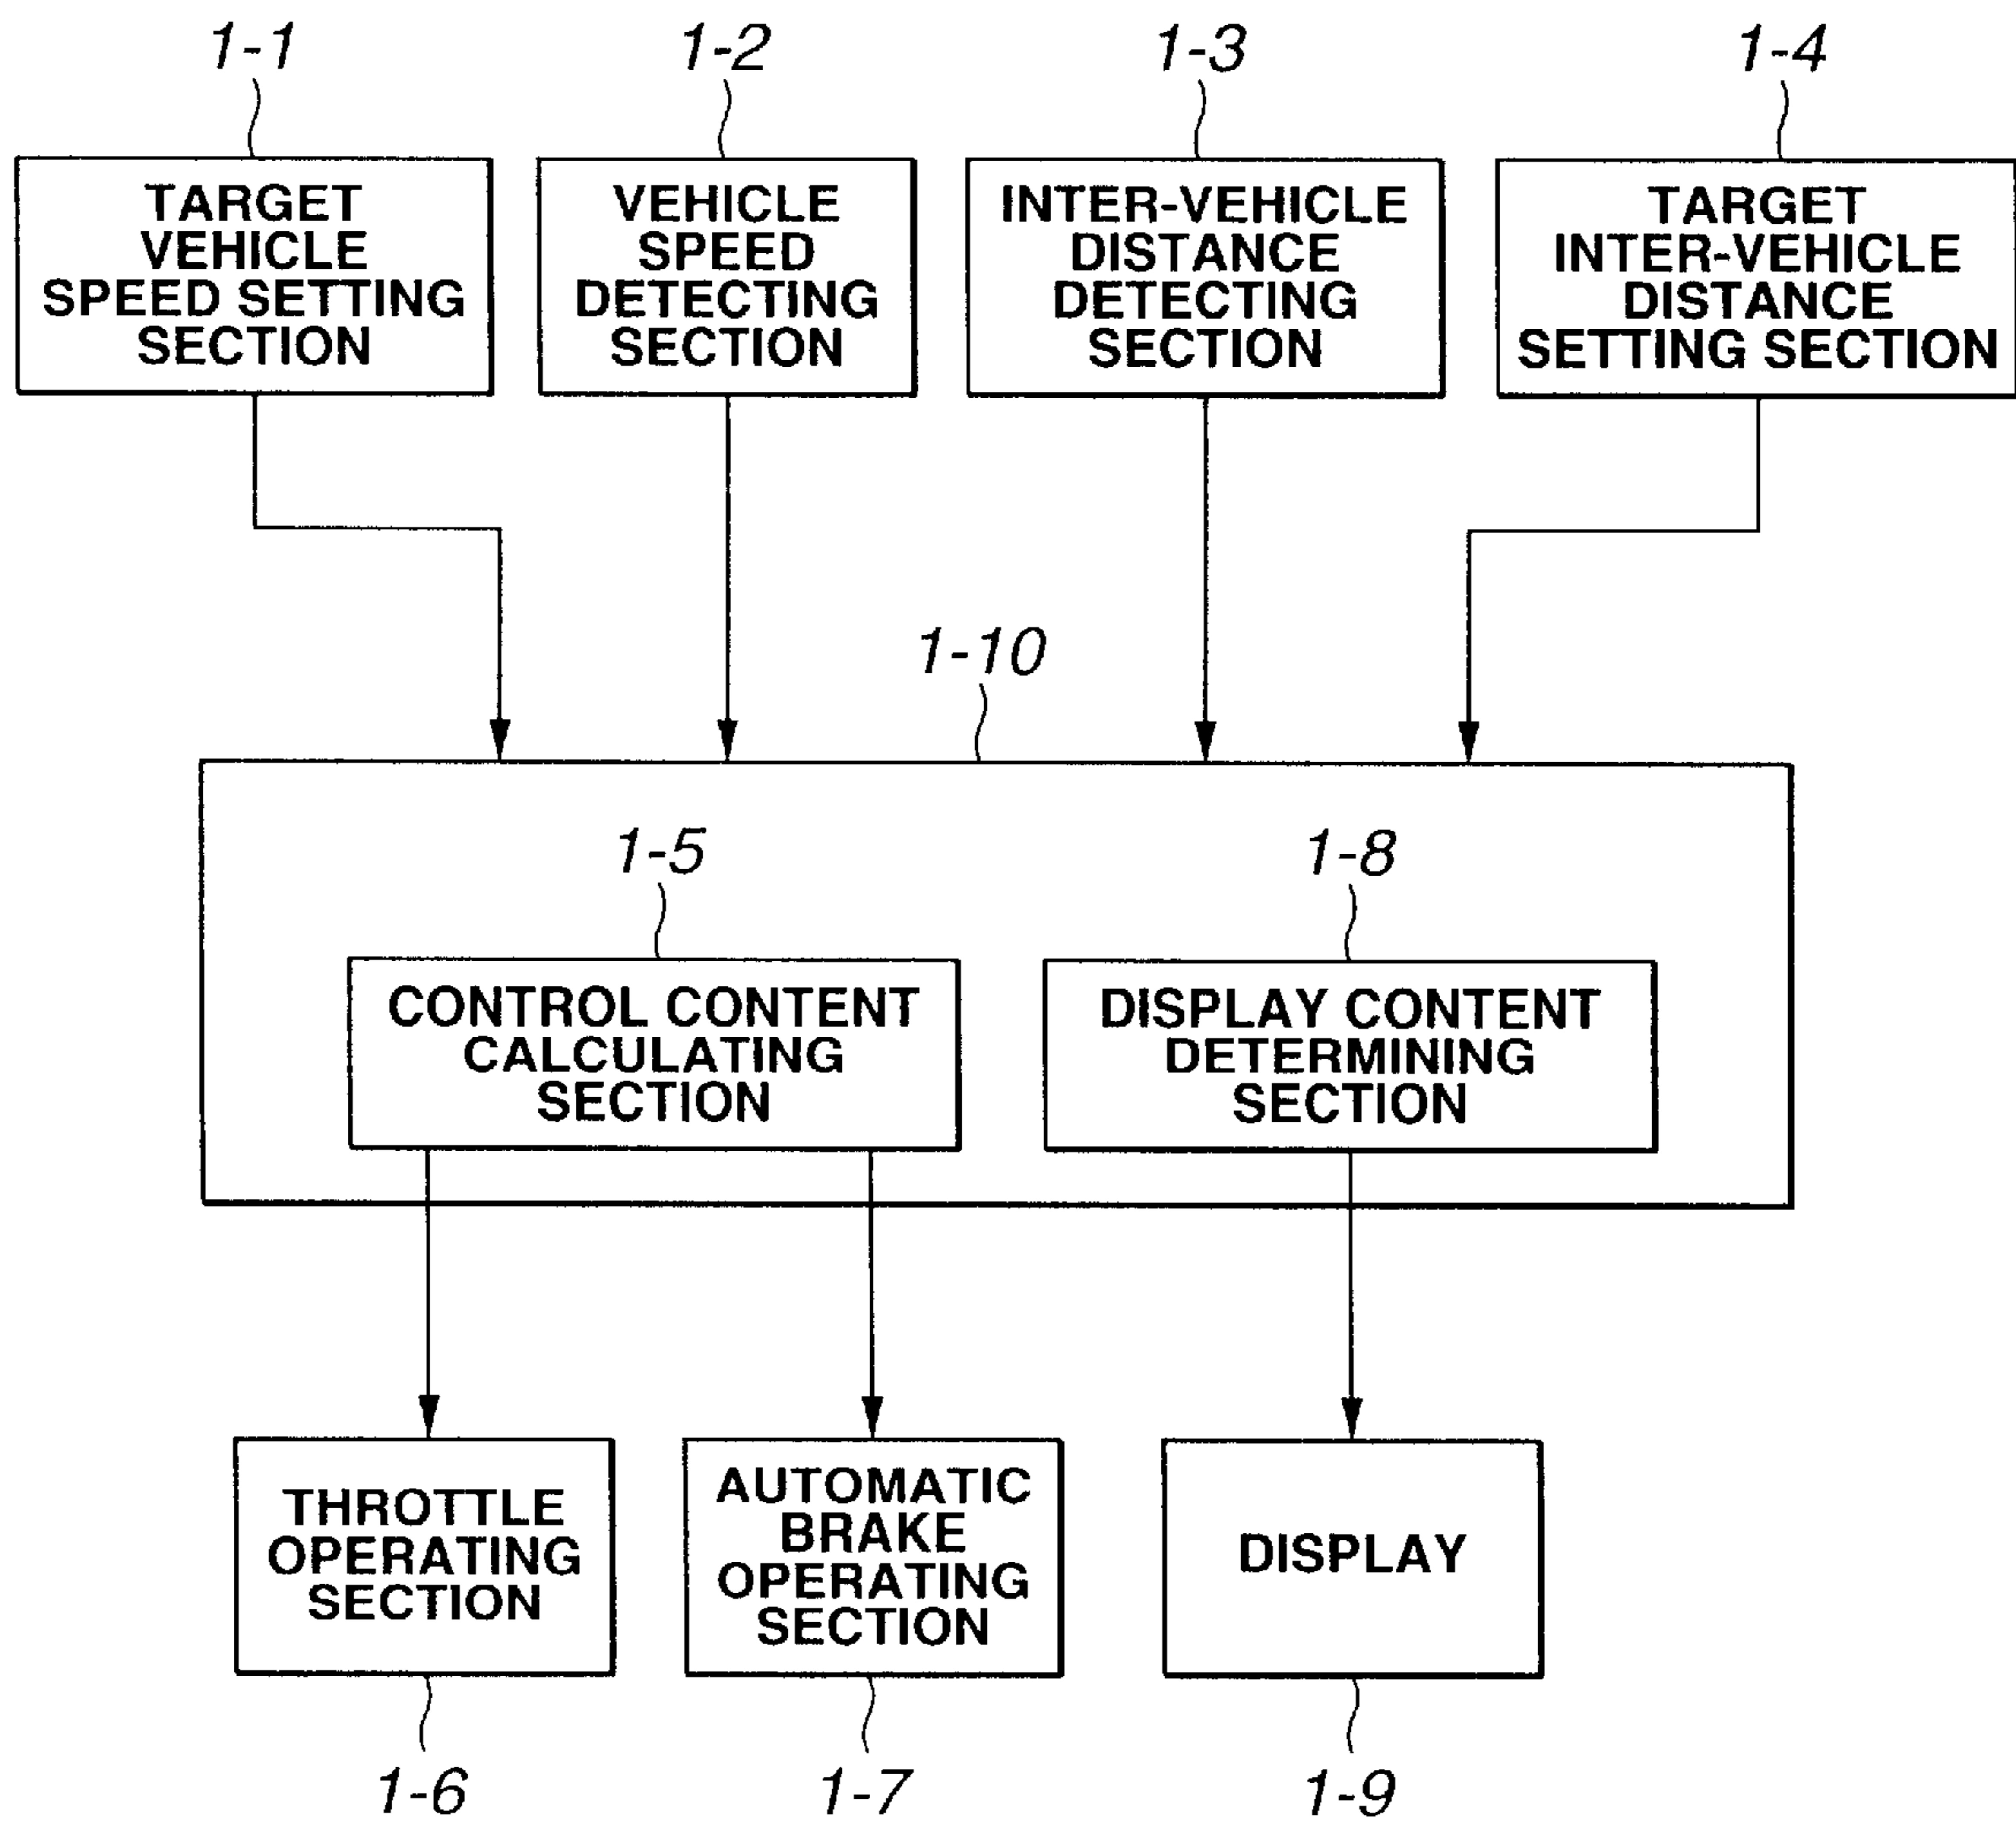 1-1
1-2
1-3
1-4
TARGET
VEHICLE
SPEED SETTING
SECTION
VEHICLE
SPEED
DETECTING
SECTION
INTER-VEHICLE
DISTANCE
DETECTING
SECTION
TARGET
INTER-VEHICLE
DISTANCE
SETTING SECTION
1-10
1-5
1-8
CONTROL CONTENT
CALCULATING
SECTION
DISPLAY CONTENT
DETERMINING
SECTION
THROTTLE
OPERATING
SECTION
AUTOMATIC
BRAKE
OPERATING
SECTION
DISPLAY
1-6
1-7
1-9